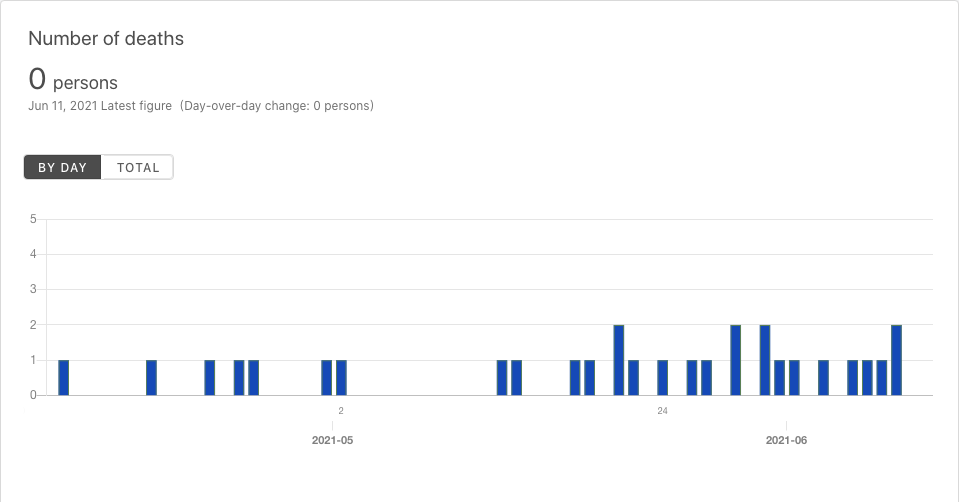 Number of deaths
0 persons
Jun 11, 2021 Latest figure (Day-over-day change: 0 persons)
BY DAY TOTAL
5
4
3
2
1
0
2 24
2021-05 2021-06